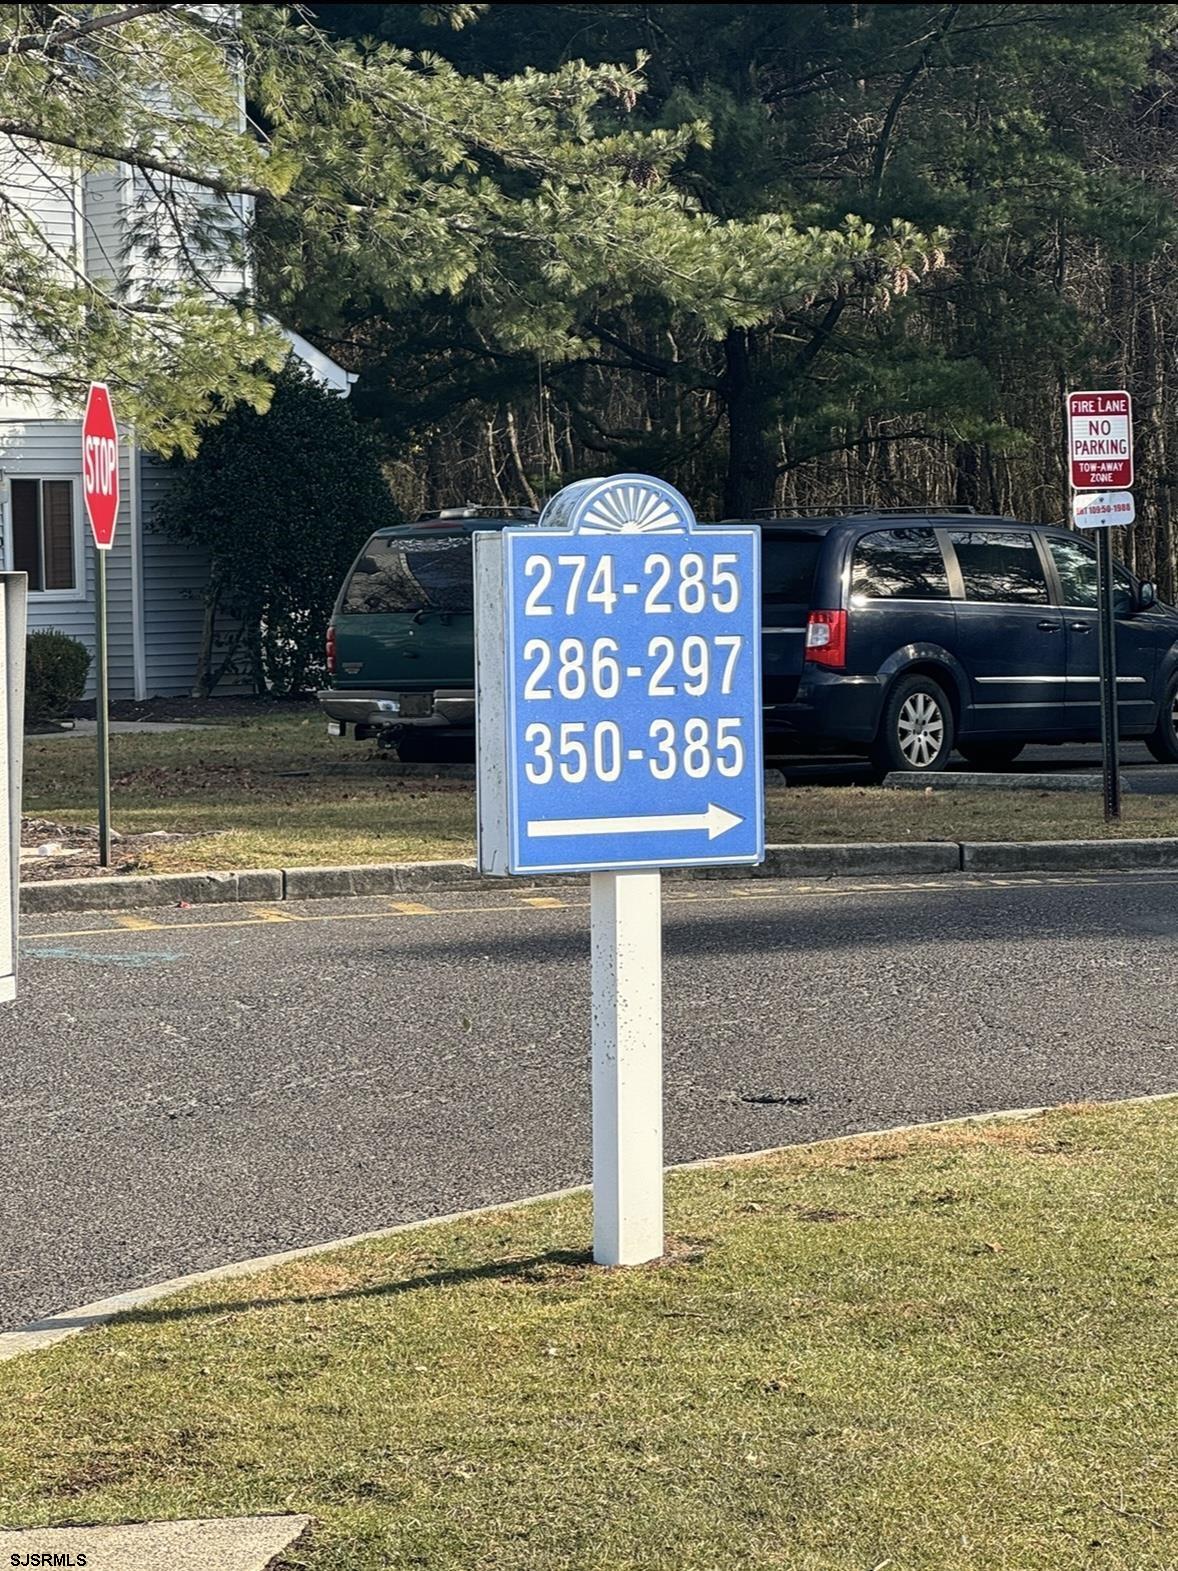 STOP
FIRE LANE
NO
PARKING
TOW-AWAY
ZONE
274-285
286-297
350-385
SJSRMLS